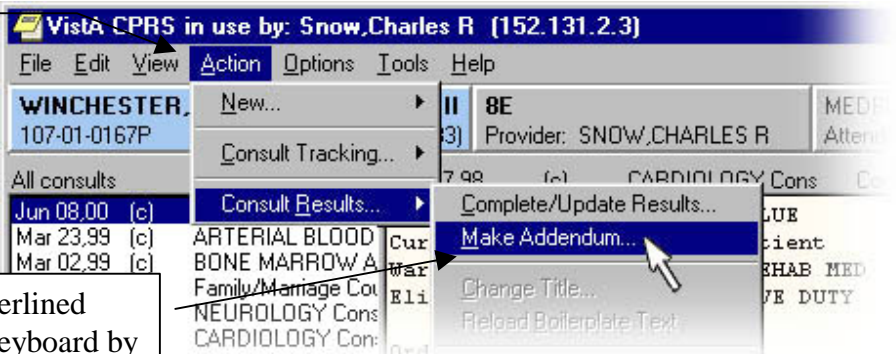 VistA CPRS in use by: Snow,Charles R (152.131.2.3)
File Edit View Action Options Tools Help
WINCHESTER, New... 8E
107-01-0167P Provider: SNOW,CHARLES R
Consult Tracking...
All consults (c) CARDIOLOGY Cons
Jun 08,00 (c) Consult Results... Complete/Update Results...
Mar 23,99 (c) ARTERIAL BLOOD Make Addendum...
Mar 02,99 (c) BONE MARROW
Family/Marriage Change Title...
NEUROLOGY Cons Reload Boilerplate Text
CARDIOLOGY
erlined
eyboard by